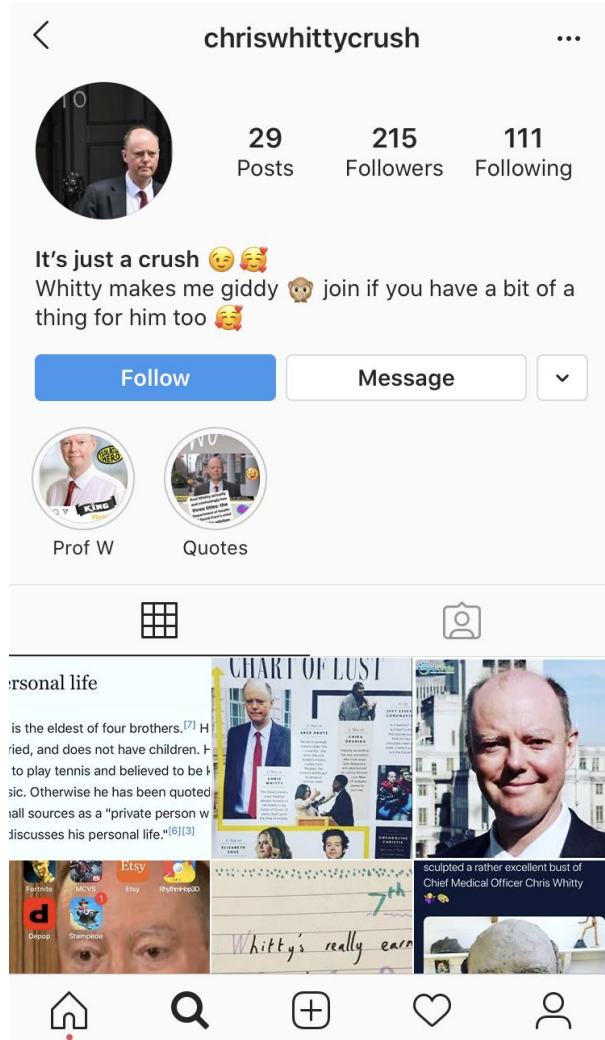 chriswhittycrush
29 215 111
Posts Followers Following
It's just a crush 😉 🥰
Whitty makes me giddy 🙊 join if you have a bit of a
thing for him too 🥰
Follow Message
KING
Prof W Quotes
ersonal life
is the eldest of four brothers.[7] H
ried, and does not have children. H
to play tennis and believed to be
sic. Otherwise he has been quoted
all sources as a "private person w
discusses his personal life."[6][3]
CHART OF LUST
CHRIS
WHITTY
Fortnite MCVS Etsy RhythmHop3D
Etsy
d 1
Depop Stampede
7th
Whitty's really earn
sculpted a rather excellent bust of
Chief Medical Officer Chris Whitty